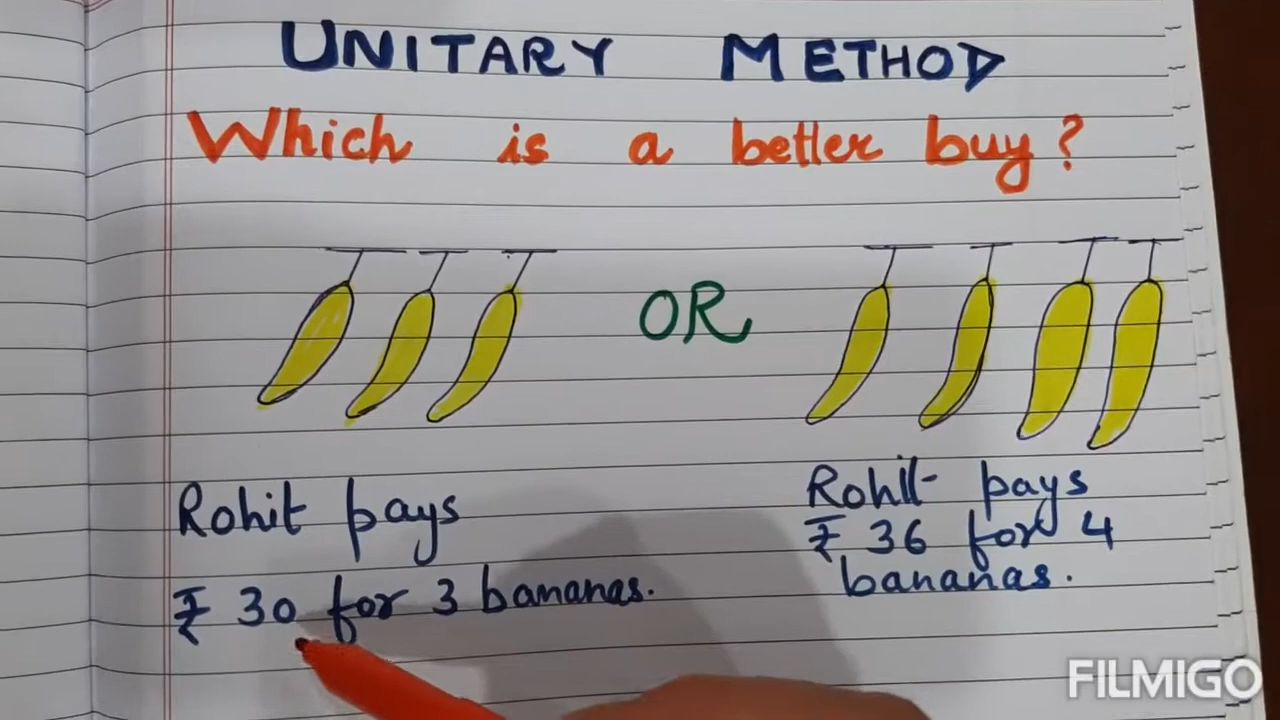 UNITARY METHOD
Which is a better buy?
OR
Rohit pays
₹ 30 for 3 bananas.
Rohit pays
₹ 36 for 4
bananas.
FILMIGO